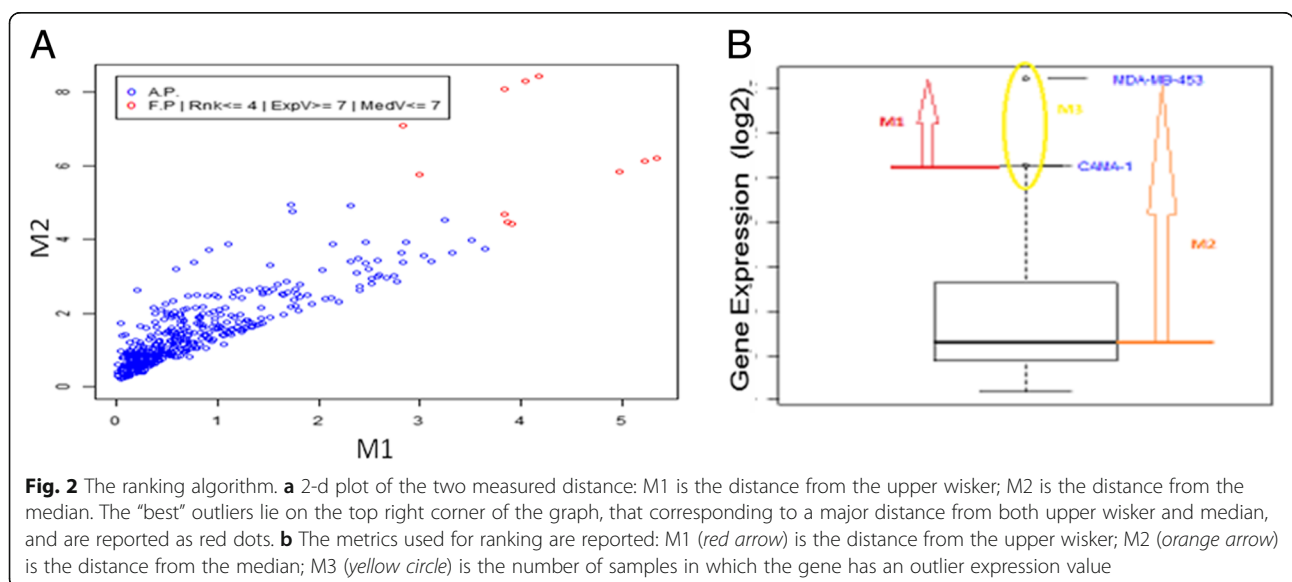 A
B
A.P.
F.P | Rnk<= 4 | ExpV>= 7 | MedV<= 7
M2
0 2 4 6 8
0 1 2 3 4 5
M1
Gene Expression (log2)
MDA-MB-453
M1
M3
CAMA-1
M2
Fig. 2 The ranking algorithm. a 2-d plot of the two measured distance: M1 is the distance from the upper wisker; M2 is the distance from the
median. The “best” outliers lie on the top right corner of the graph, that corresponding to a major distance from both upper wisker and median,
and are reported as red dots. b The metrics used for ranking are reported: M1 (red arrow) is the distance from the upper wisker; M2 (orange arrow)
is the distance from the median; M3 (yellow circle) is the number of samples in which the gene has an outlier expression value